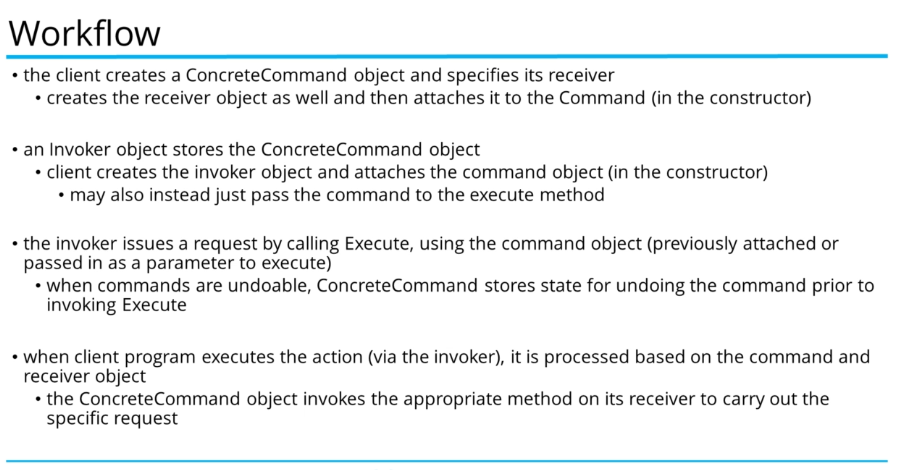 Workflow
• the client creates a ConcreteCommand object and specifies its receiver
• creates the receiver object as well and then attaches it to the Command (in the constructor)
• an Invoker object stores the ConcreteCommand object
• client creates the invoker object and attaches the command object (in the constructor)
• may also instead just pass the command to the execute method
• the invoker issues a request by calling Execute, using the command object (previously attached or
passed in as a parameter to execute)
• when commands are undoable, ConcreteCommand stores state for undoing the command prior to
invoking Execute
• when client program executes the action (via the invoker), it is processed based on the command and
receiver object
• the ConcreteCommand object invokes the appropriate method on its receiver to carry out the
specific request